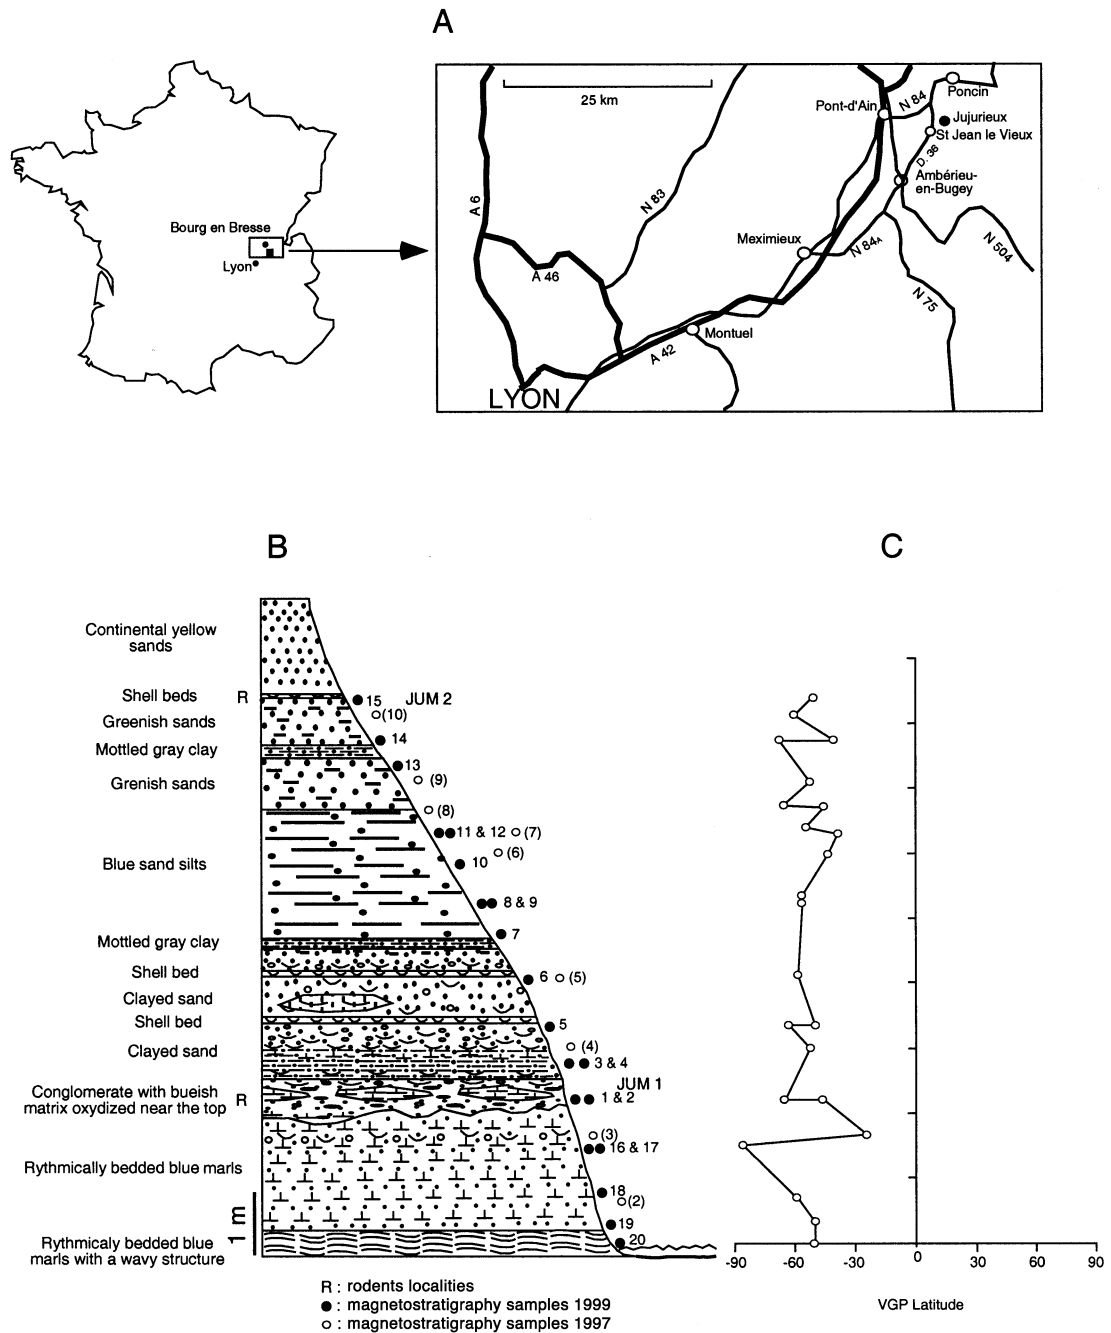 A
Bourg en Bresse
Lyon
25 km
Poncin
N 84
Pont-d'Ain
Jujurieux
St Jean le Vieux
D. 36
Ambérieu-
en-Bugey
A 6
N 83
Meximieux
N 84A
N 504
A 46
N 75
Montuel
A 42
LYON
B
C
Continental yellow
sands
Shell beds R 15 JUM 2
Greenish sands (10)
14
Mottled gray clay
13
Grenish sands (9)
(8)
11 & 12 (7)
(6)
Blue sand silts 10
8 & 9
7
Mottled gray clay
Shell bed 6 (5)
Clayed sand
Shell bed 5
Clayed sand (4)
3 & 4
JUM 1
Conglomerate with bueish
matrix oxydized near the top R 1 & 2
(3)
16 & 17
Rythmically bedded blue marls
18
(2)
1 m
19
20
Rythmicaly bedded blue
marls with a wavy structure
-90 -60 -30 0 30 60 90
VGP Latitude
R : rodents localities
: magnetostratigraphy samples 1999
: magnetostratigraphy samples 1997